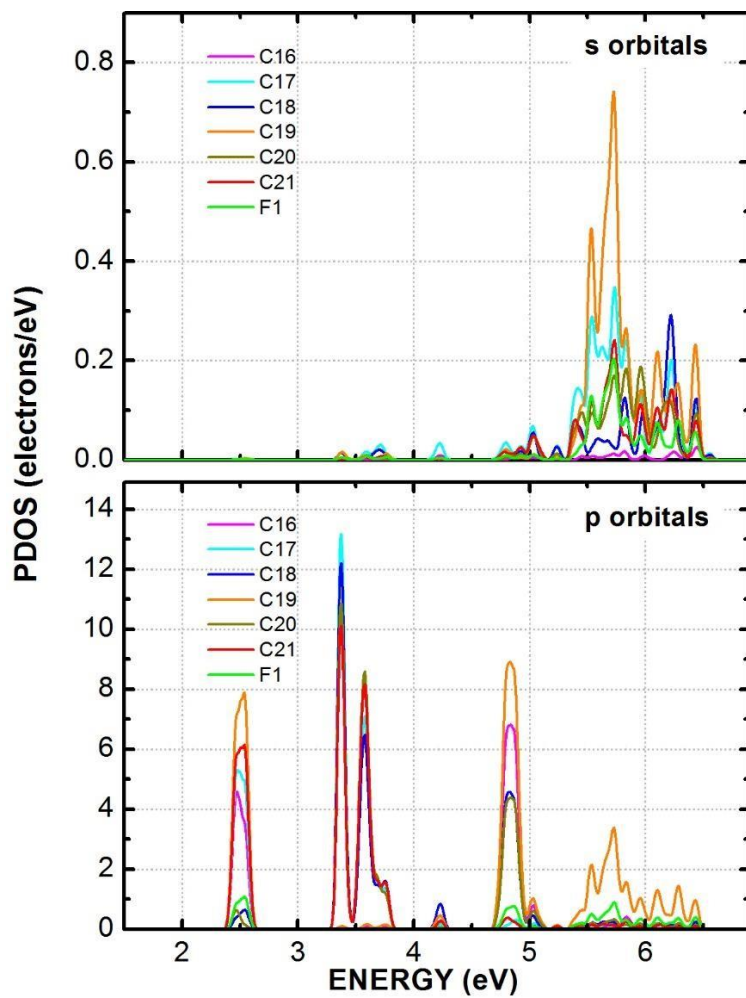 PDOS (electrons/eV)
s orbitals
C16
C17
C18
C19
C20
C21
F1
0.8
0.6
0.4
0.2
0.0
p orbitals
C16
C17
C18
C19
C20
C21
F1
14
12
10
8
6
4
2
0
2 3 4 5 6
ENERGY (eV)